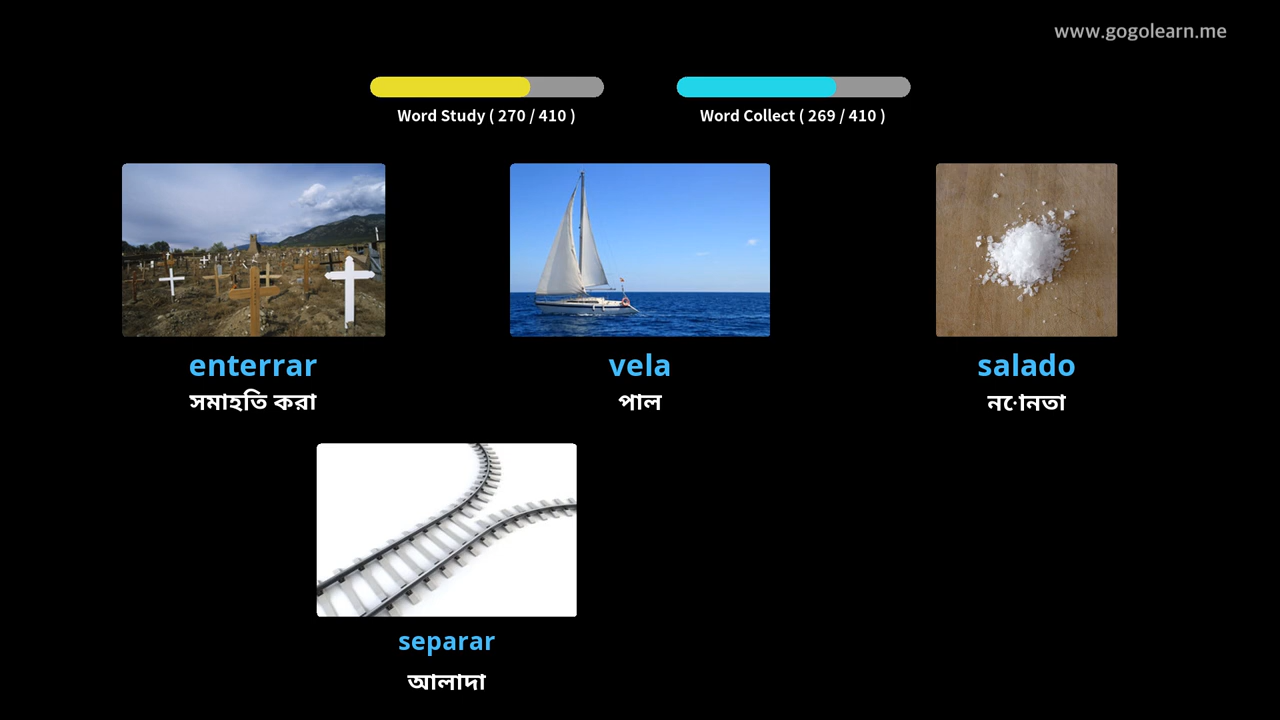 www.gogolearn.me
Word Study ( 270 / 410 )
Word Collect ( 269 / 410 )
enterrar
সমাহিত করা
vela
পাল
salado
নোনতা
separar
আলাদা